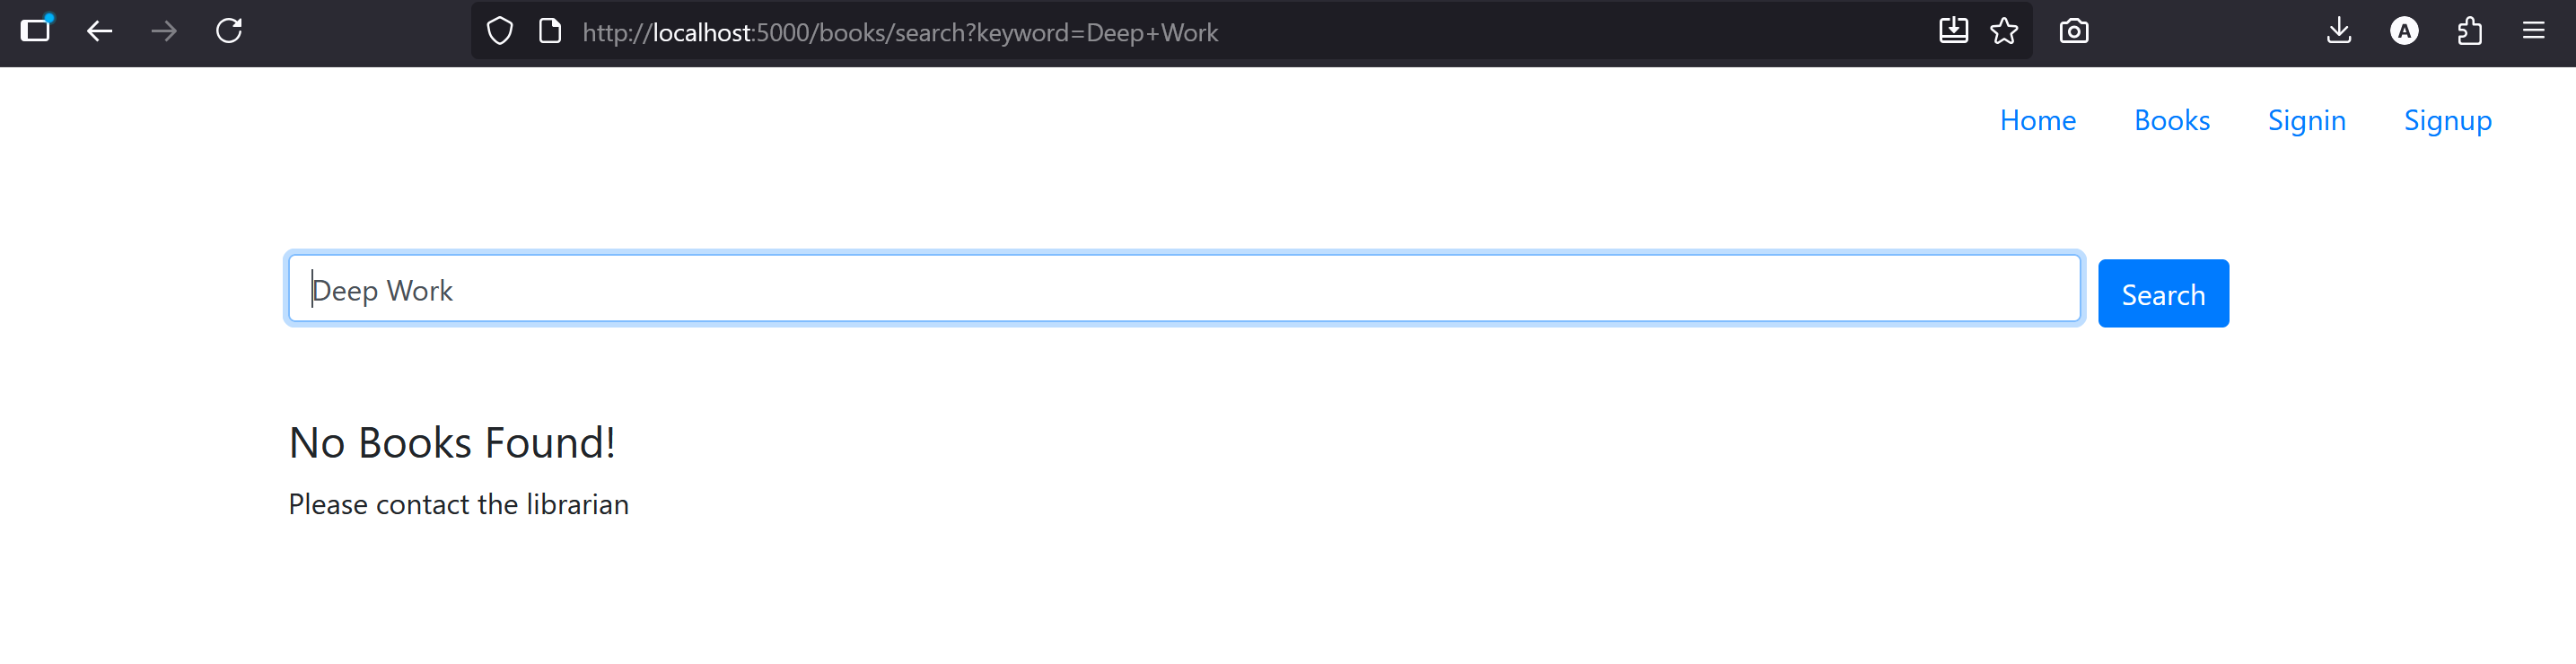 http://localhost:5000/books/search?keyword=Deep+Work
A
Home Books Signin Signup
Deep Work
Search
No Books Found!
Please contact the librarian